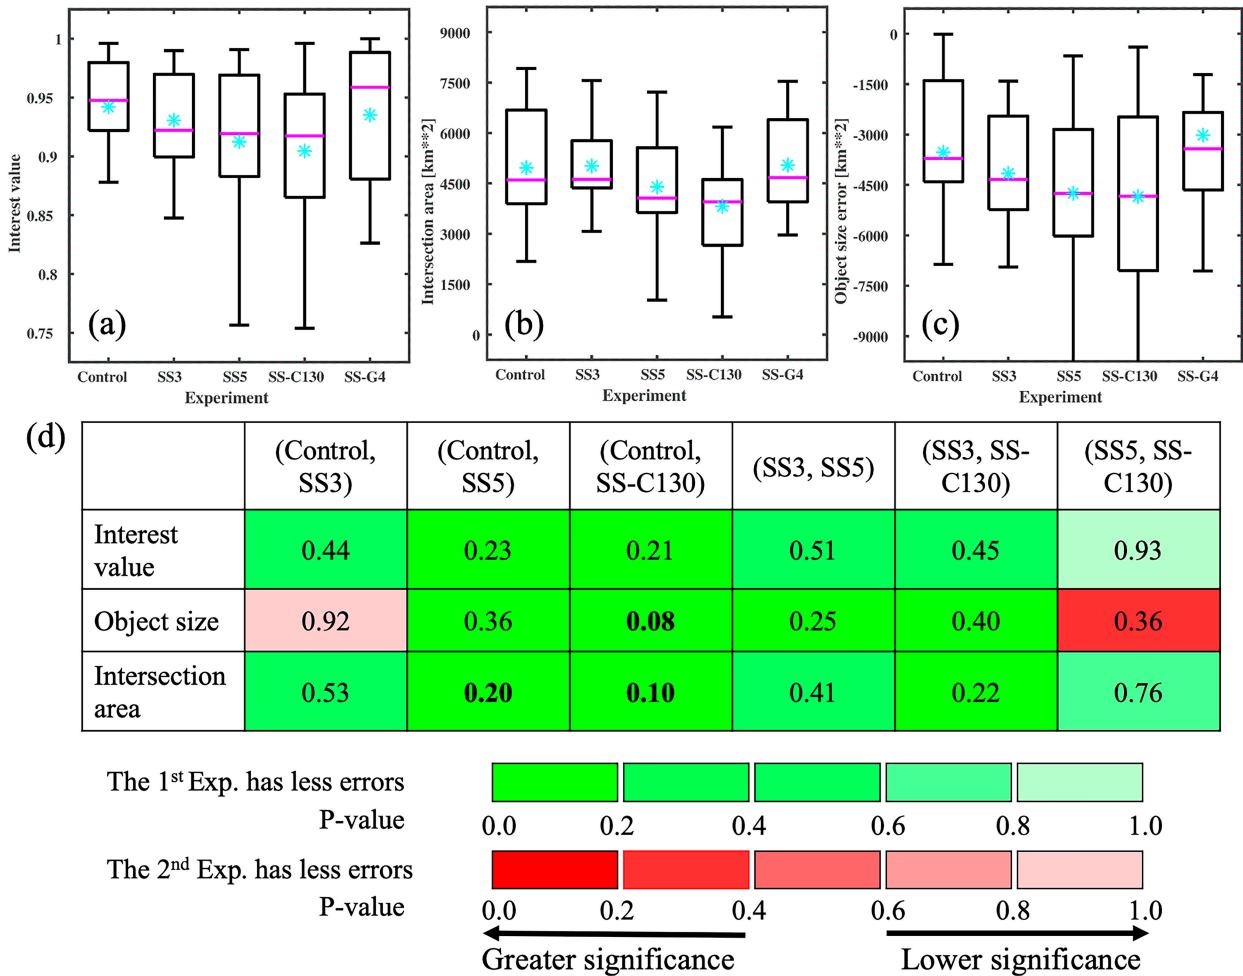 1
0.95
0.9
0.85
0.8
0.75
Interest value
(a)
Control SS3 SS5 SS-C130 SS-G4
Experiment
9000
7500
6000
4500
3000
1500
0
Intersection area [km**2]
(b)
Control SS3 SS5 SS-C130 SS-G4
Experiment
0
-1500
-3000
-4500
-6000
-7500
-9000
Object size error [km**2]
(c)
Control SS3 SS5 SS-C130 SS-G4
Experiment
(d)
(Control, SS3) (Control, SS5) (Control, SS-C130) (SS3, SS5) (SS3, SS-C130) (SS5, SS-C130)
Interest value 0.44 0.23 0.21 0.51 0.45 0.93
Object size 0.92 0.36 0.08 0.25 0.40 0.36
Intersection area 0.53 0.20 0.10 0.41 0.22 0.76
The 1st Exp. has less errors
P-value 0.0 0.2 0.4 0.6 0.8 1.0
The 2nd Exp. has less errors
P-value 0.0 0.2 0.4 0.6 0.8 1.0
Greater significance Lower significance